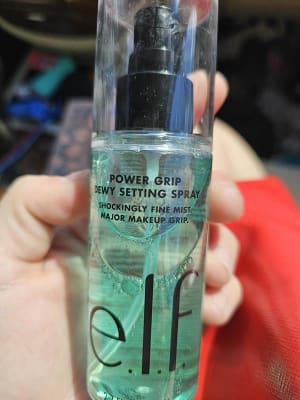 POWER GRIP
DEWY SETTING SPRAY
SHOCKINGLY FINE MIST.
MAJOR MAKEUP GRIP.
e.l.f.